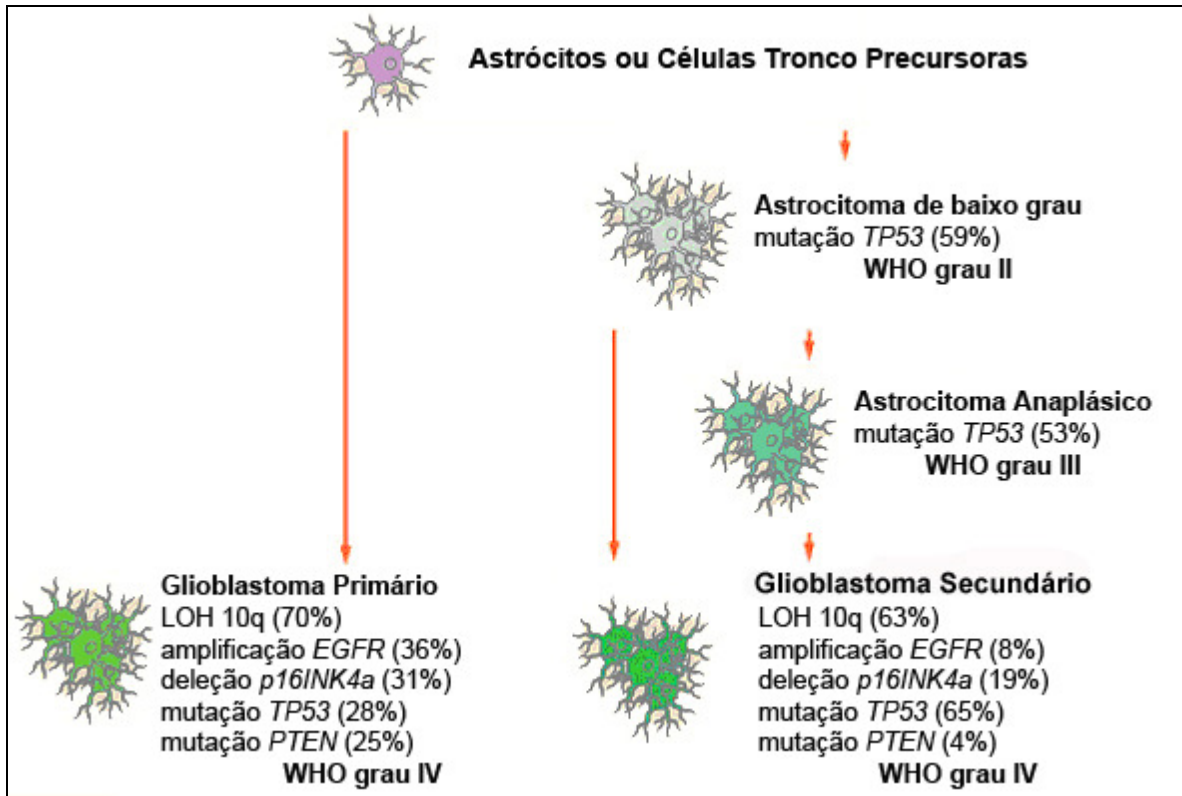 Astrócitos ou Células Tronco Precursoras
Astrocitoma de baixo grau
mutação TP53 (59%)
WHO grau II
Astrocitoma Anaplásico
mutação TP53 (53%)
WHO grau III
Glioblastoma Primário
LOH 10q (70%)
amplificação EGFR (36%)
deleção p16INK4a (31%)
mutação TP53 (28%)
mutação PTEN (25%)
WHO grau IV
Glioblastoma Secundário
LOH 10q (63%)
amplificação EGFR (8%)
deleção p16INK4a (19%)
mutação TP53 (65%)
mutação PTEN (4%)
WHO grau IV